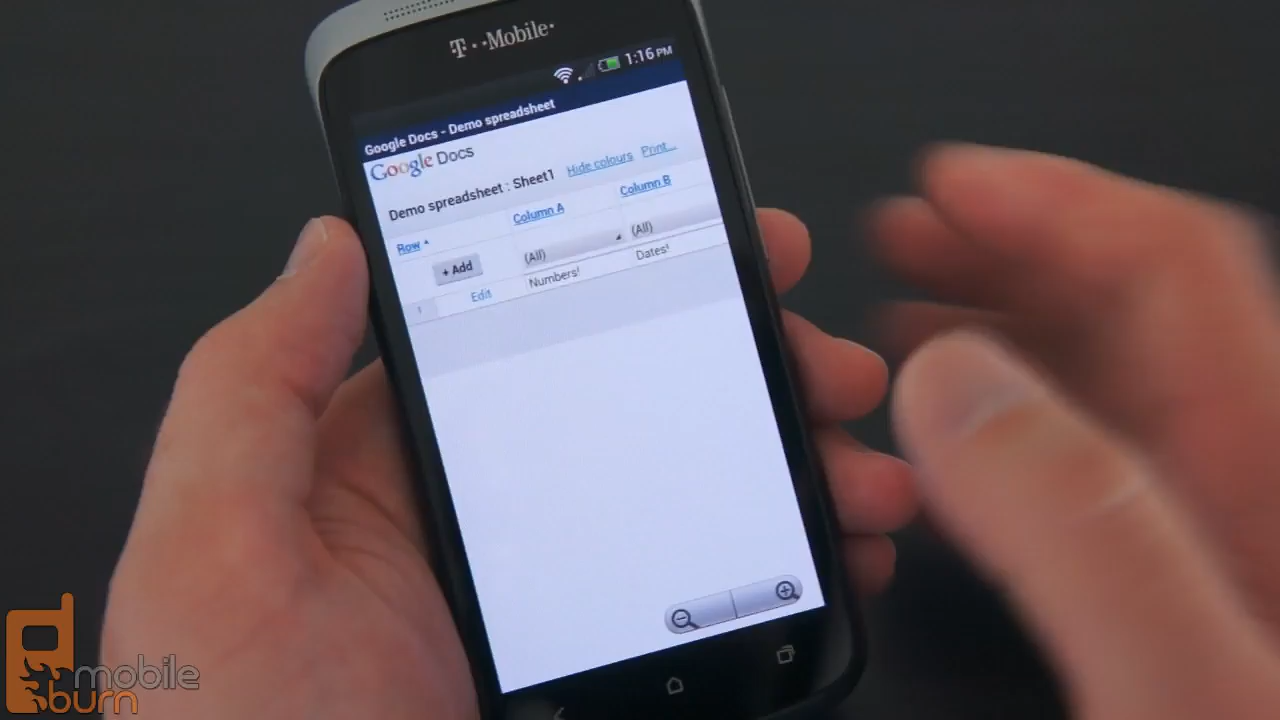 T··Mobile·
1:16 PM
Google Docs - Demo spreadsheet
Google Docs
Demo spreadsheet : Sheet1 Hide colours Print...
Row Column A Column B
+ Add (All) (All)
1 Edit Numbers! Dates!
mobile
burn